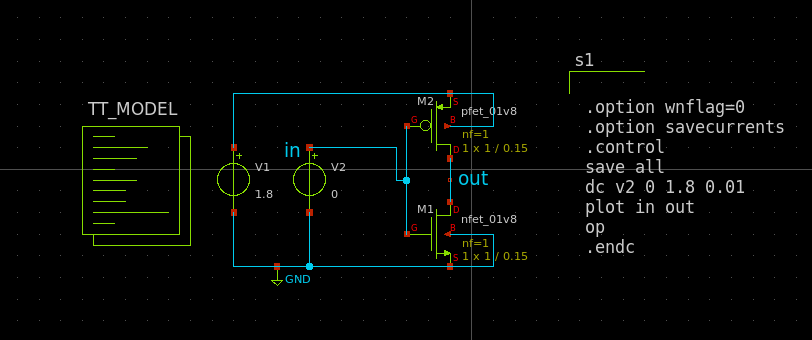 s1
TT_MODEL
M2
S
pfet_01v8
G
B
nf=1
D
1 x 1 / 0.15
in
+
+
V1
V2
1.8
0
out
M1
D
nfet_01v8
G
B
nf=1
S
1 x 1 / 0.15
GND
.option wnflag=0
.option savecurrents
.control
save all
dc v2 0 1.8 0.01
plot in out
op
.endc